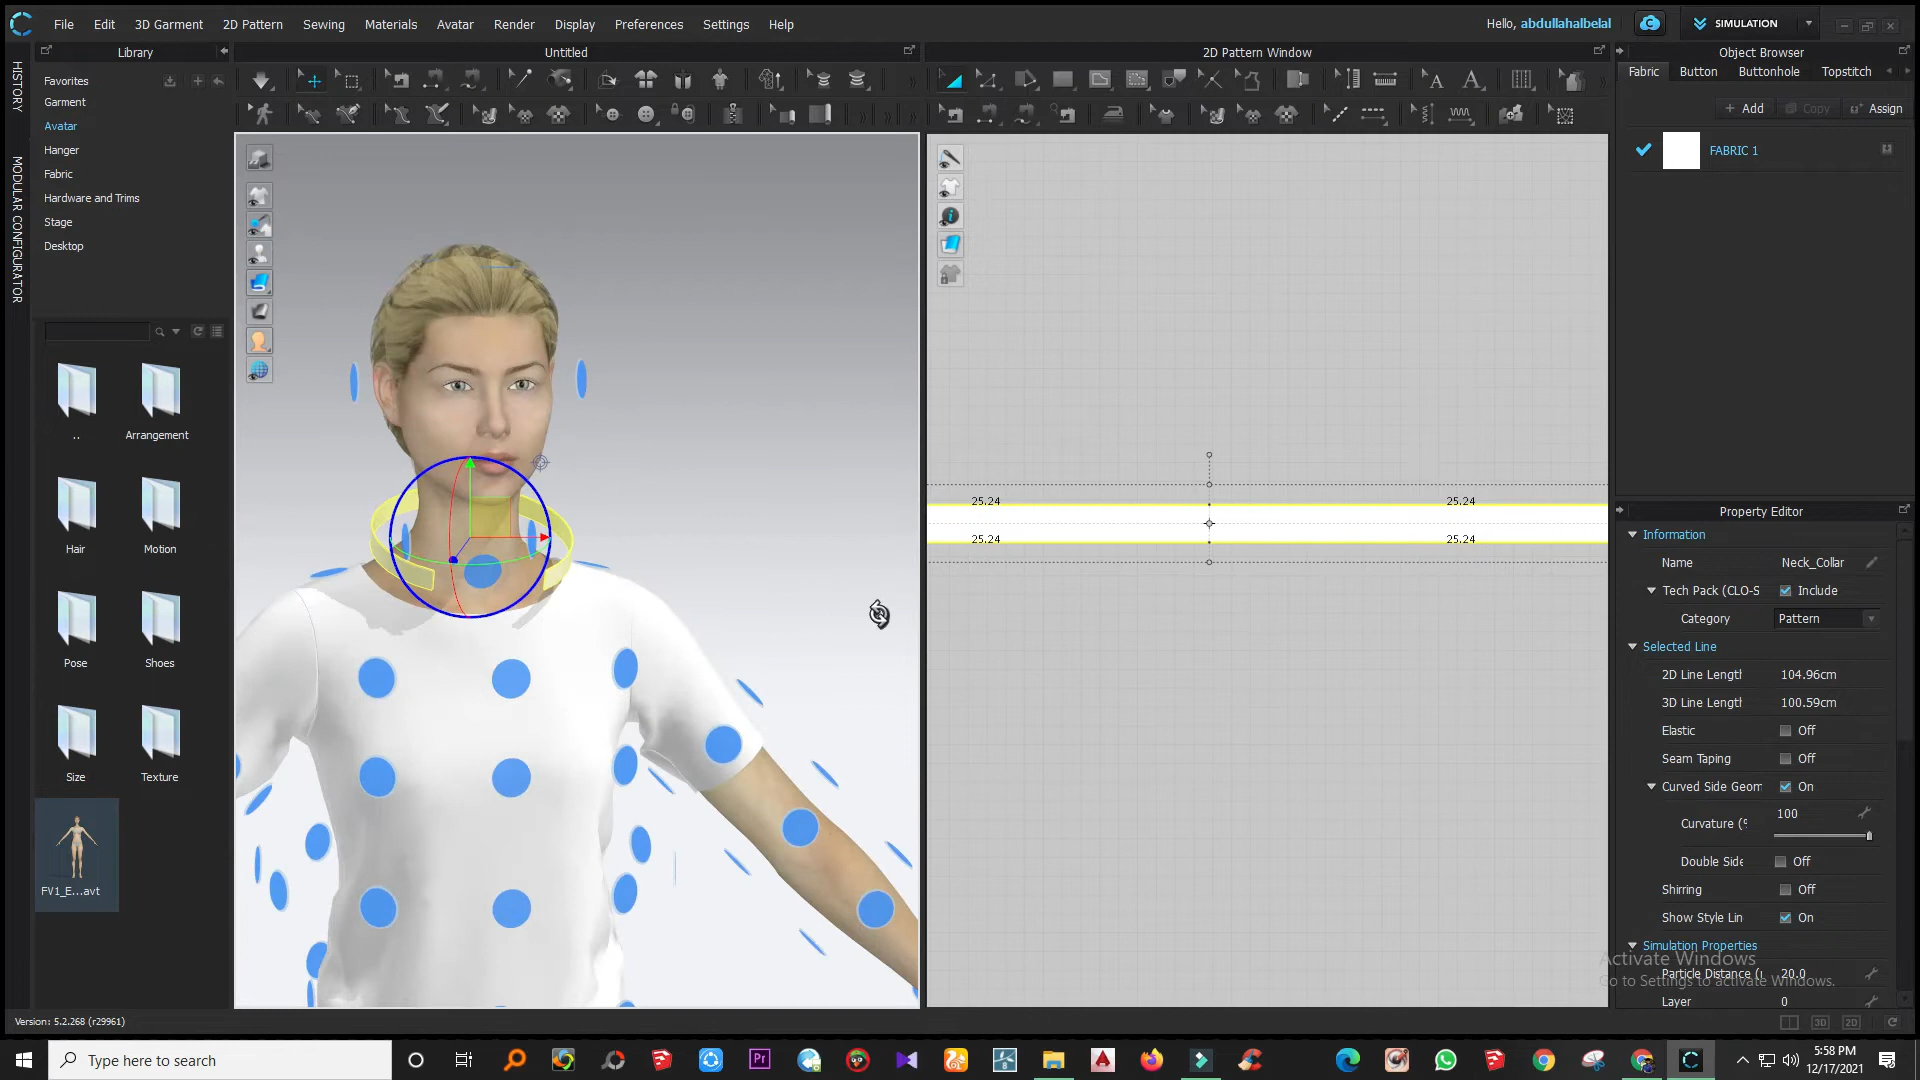 File Edit 3D Garment 2D Pattern Sewing Materials Avatar Render Display Preferences Settings Help
Hello, abdullahalbelal
SIMULATION
Library
Untitled
2D Pattern Window
Object Browser
HISTORY
MODULAR CONFIGURATOR
Favorites
Garment
Avatar
Hanger
Fabric
Hardware and Trims
Stage
Desktop
Fabric Button Buttonhole Topstitch
+ Add Copy Assign
FABRIC 1
..
Arrangement
Hair
Motion
Pose
Shoes
Size
Texture
FV1_E...avt
25.24 25.24
25.24 25.24
Property Editor
Information
Name Neck_Collar
Tech Pack (CLO-S Include
Category Pattern
Selected Line
2D Line Lengt 104.96cm
3D Line Lengt 100.59cm
Elastic Off
Seam Taping Off
Curved Side Geom On
Curvature (% 100
Double Side Off
Shirring Off
Show Style Lin On
Simulation Properties
Particle Distance (r 20.0
Layer 0
Activate Windows
Go to Settings to activate Windows.
Version: 5.2.268 (r29961)
3D 2D
Type here to search
Pr
5:58 PM
12/17/2021